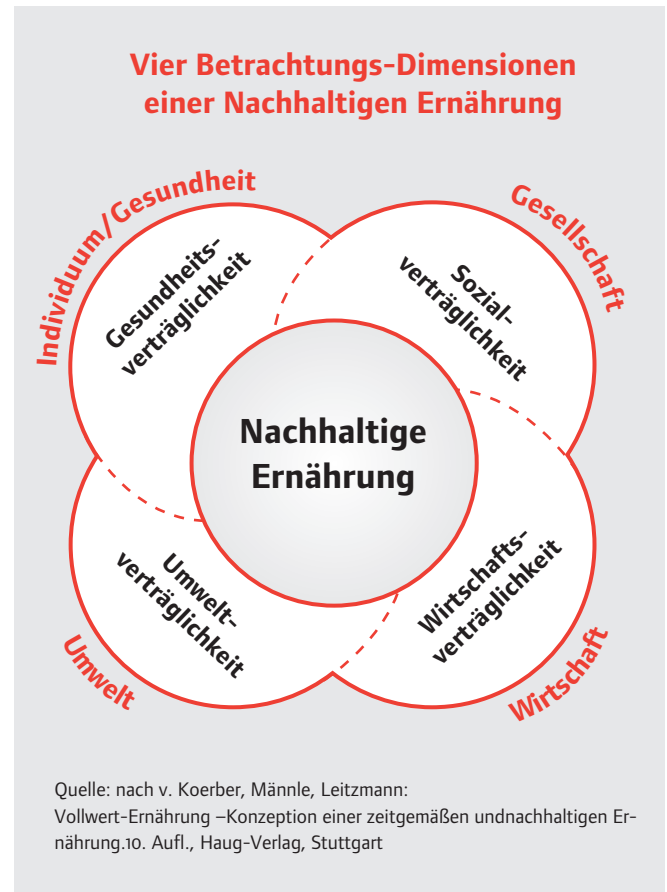 Vier Betrachtungs-Dimensionen
einer Nachhaltigen Ernährung
Individuum/Gesundheit
Gesellschaft
Gesundheits-
verträglichkeit
Sozial-
verträglichkeit
Nachhaltige
Ernährung
Umwelt-
verträglichkeit
Wirtschafts-
verträglichkeit
Umwelt
Wirtschaft
Quelle: nach v. Koerber, Männle, Leitzmann:
Vollwert-Ernährung –Konzeption einer zeitgemäßen undnachhaltigen Er-
nährung.10. Aufl., Haug-Verlag, Stuttgart